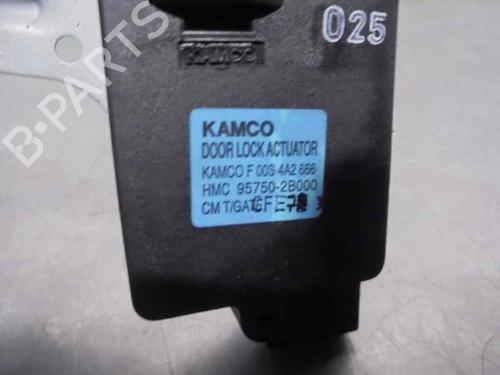 025
KAMCO
KAMCO
DOOR LOCK ACTUATOR
KAMCO F 00S 4A2 666
HMC 95750-2B000
CM T/GATE
B-Parts